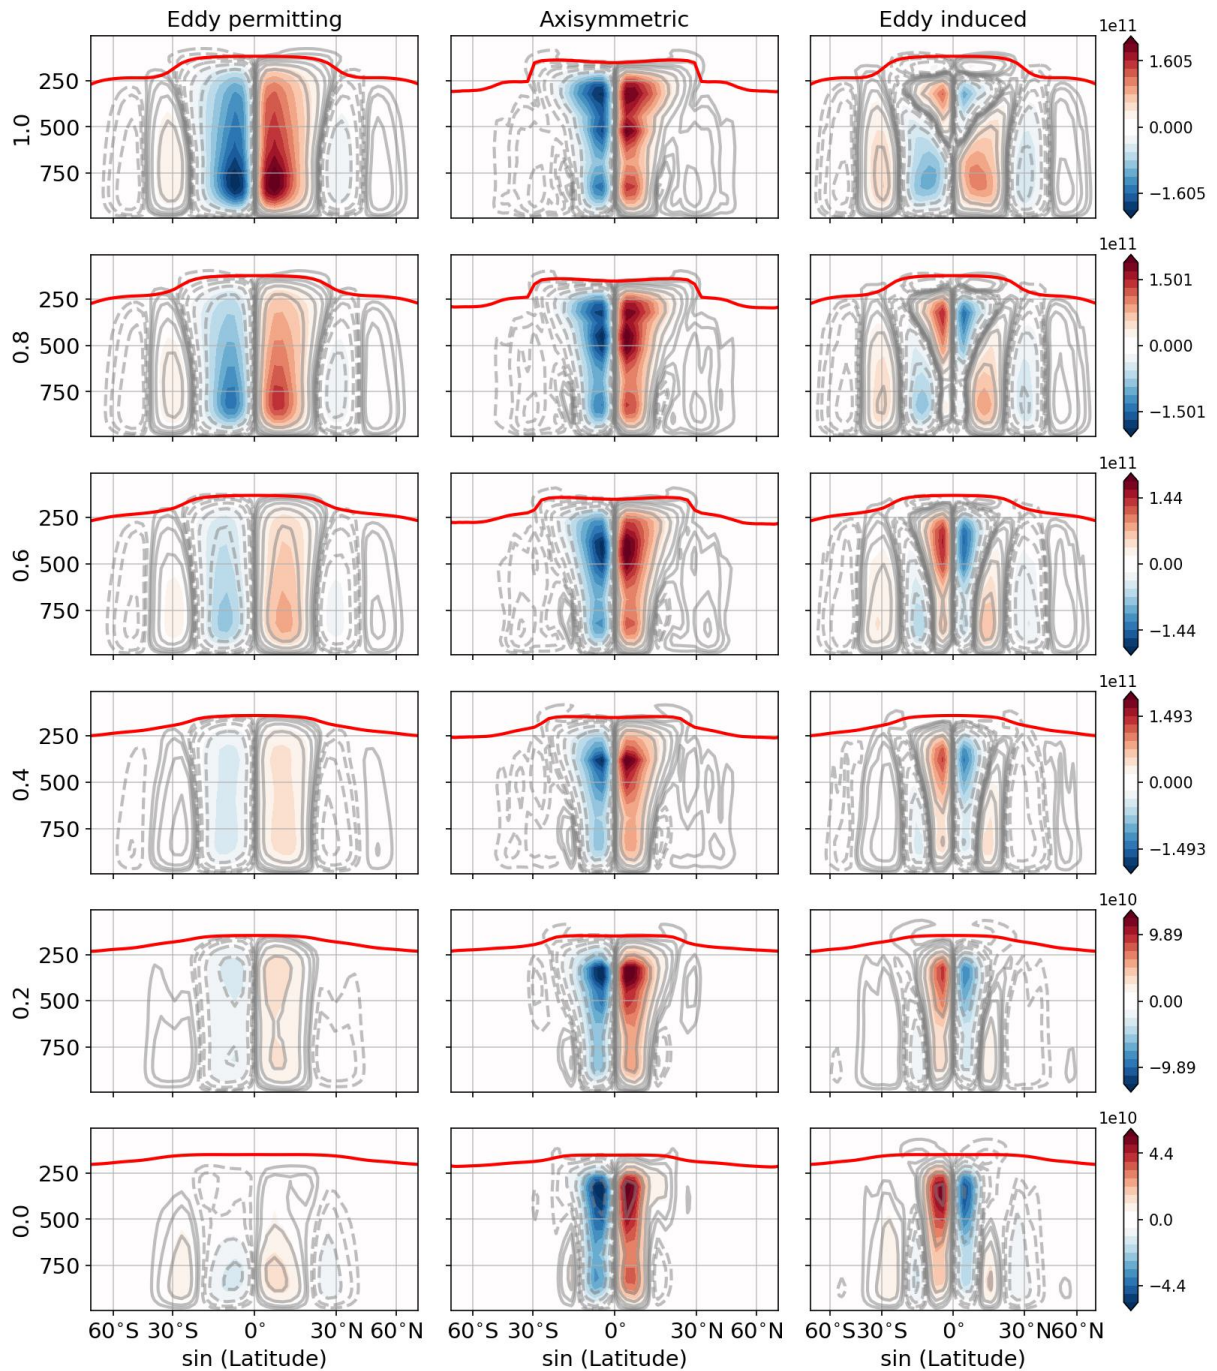 Eddy permitting Axisymmetric Eddy induced
1e11
1.0 250 500 750 1.605 0.000 −1.605
1e11
0.8 250 500 750 1.501 0.000 −1.501
1e11
0.6 250 500 750 1.44 0.00 −1.44
1e11
0.4 250 500 750 1.493 0.000 −1.493
1e10
0.2 250 500 750 9.89 0.00 −9.89
1e10
0.0 250 500 750 4.4 0.0 −4.4
60°S 30°S 0° 30°N 60°N 60°S 30°S 0° 30°N 60°N 60°S30°S 0° 30°N60°N
sin (Latitude) sin (Latitude) sin (Latitude)